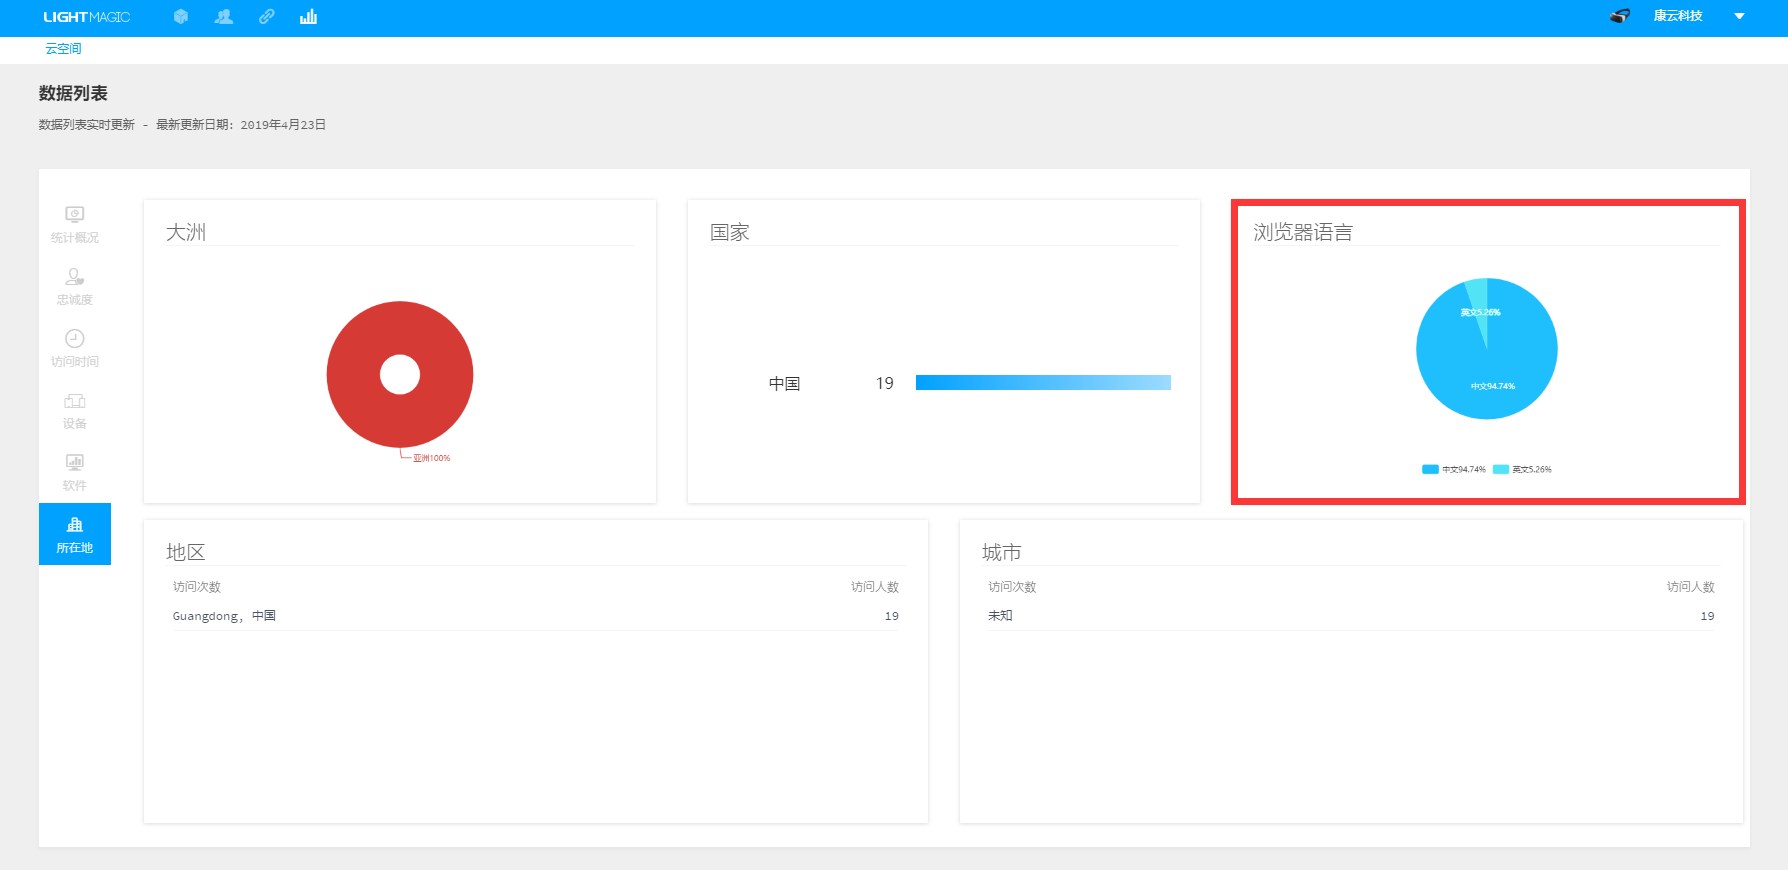 LIGHTMAGIC
康云科技
云空间
数据列表
数据列表实时更新 - 最新更新日期: 2019年4月23日
统计概况
忠诚度
访问时间
设备
软件
所在地
大洲
亚洲100%
国家
中国 19
浏览器语言
英文5.26%
中文94.74%
中文94.74% 英文5.26%
地区
访问次数 访问人数
Guangdong, 中国 19
城市
访问次数 访问人数
未知 19